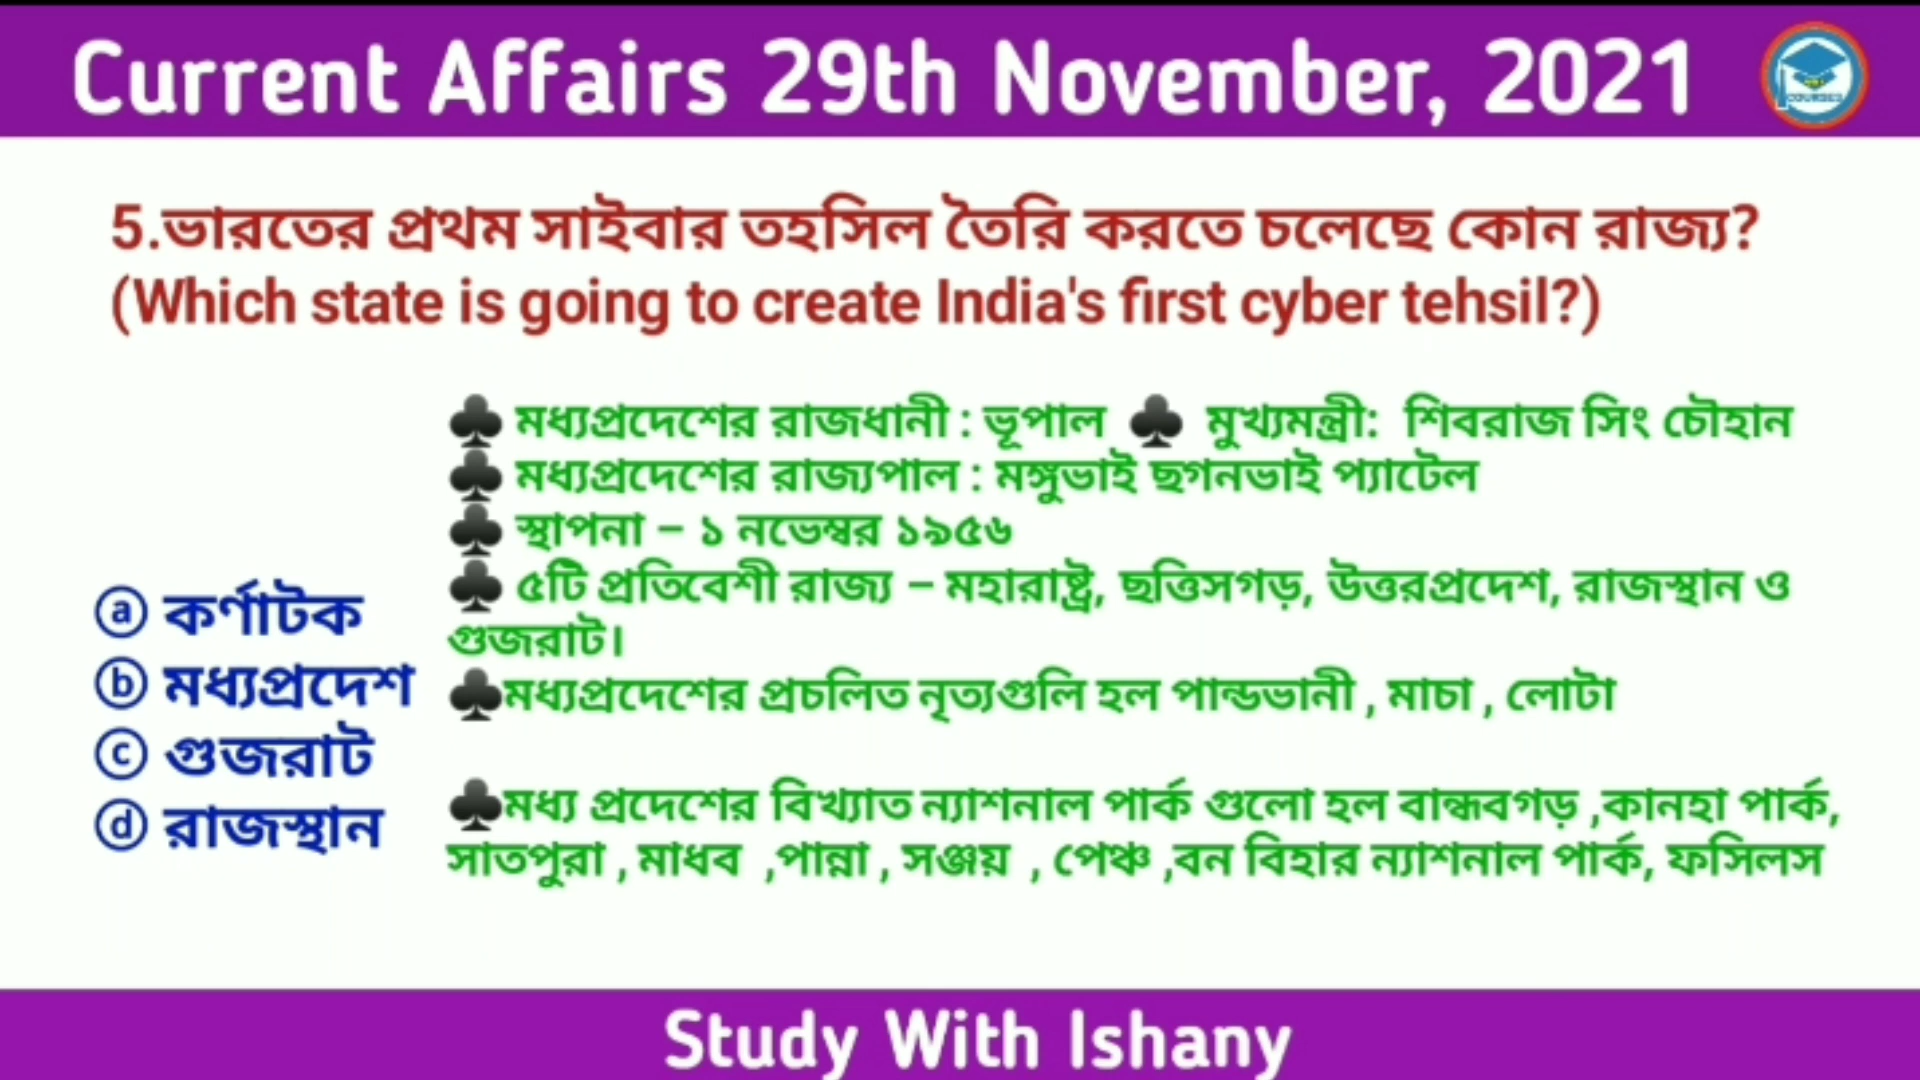 Current Affairs 29th November, 2021
COURSES
5.ভারতের প্রথম সাইবার তহসিল তৈরি করতে চলেছে কোন রাজ্য?
(Which state is going to create India's first cyber tehsil?)
♣ মধ্যপ্রদেশের রাজধানী : ভূপাল ♣ মুখ্যমন্ত্রী: শিবরাজ সিং চৌহান
♣ মধ্যপ্রদেশের রাজ্যপাল : মঙ্গুভাই ছগনভাই প্যাটেল
♣ স্থাপনা – ১ নভেম্বর ১৯৫৬
♣ ৫টি প্রতিবেশী রাজ্য – মহারাষ্ট্র, ছত্তিসগড়, উত্তরপ্রদেশ, রাজস্থান ও
গুজরাট।
♣মধ্যপ্রদেশের প্রচলিত নৃত্যগুলি হল পান্ডভানী , মাচা , লোটা
♣মধ্য প্রদেশের বিখ্যাত ন্যাশনাল পার্ক গুলো হল বান্ধবগড় ,কানহা পার্ক,
সাতপুরা , মাধব ,পান্না , সঞ্জয় , পেঞ্চ ,বন বিহার ন্যাশনাল পার্ক, ফসিলস
ⓐ কর্ণাটক
ⓑ মধ্যপ্রদেশ
ⓒ গুজরাট
ⓓ রাজস্থান
Study With Ishany